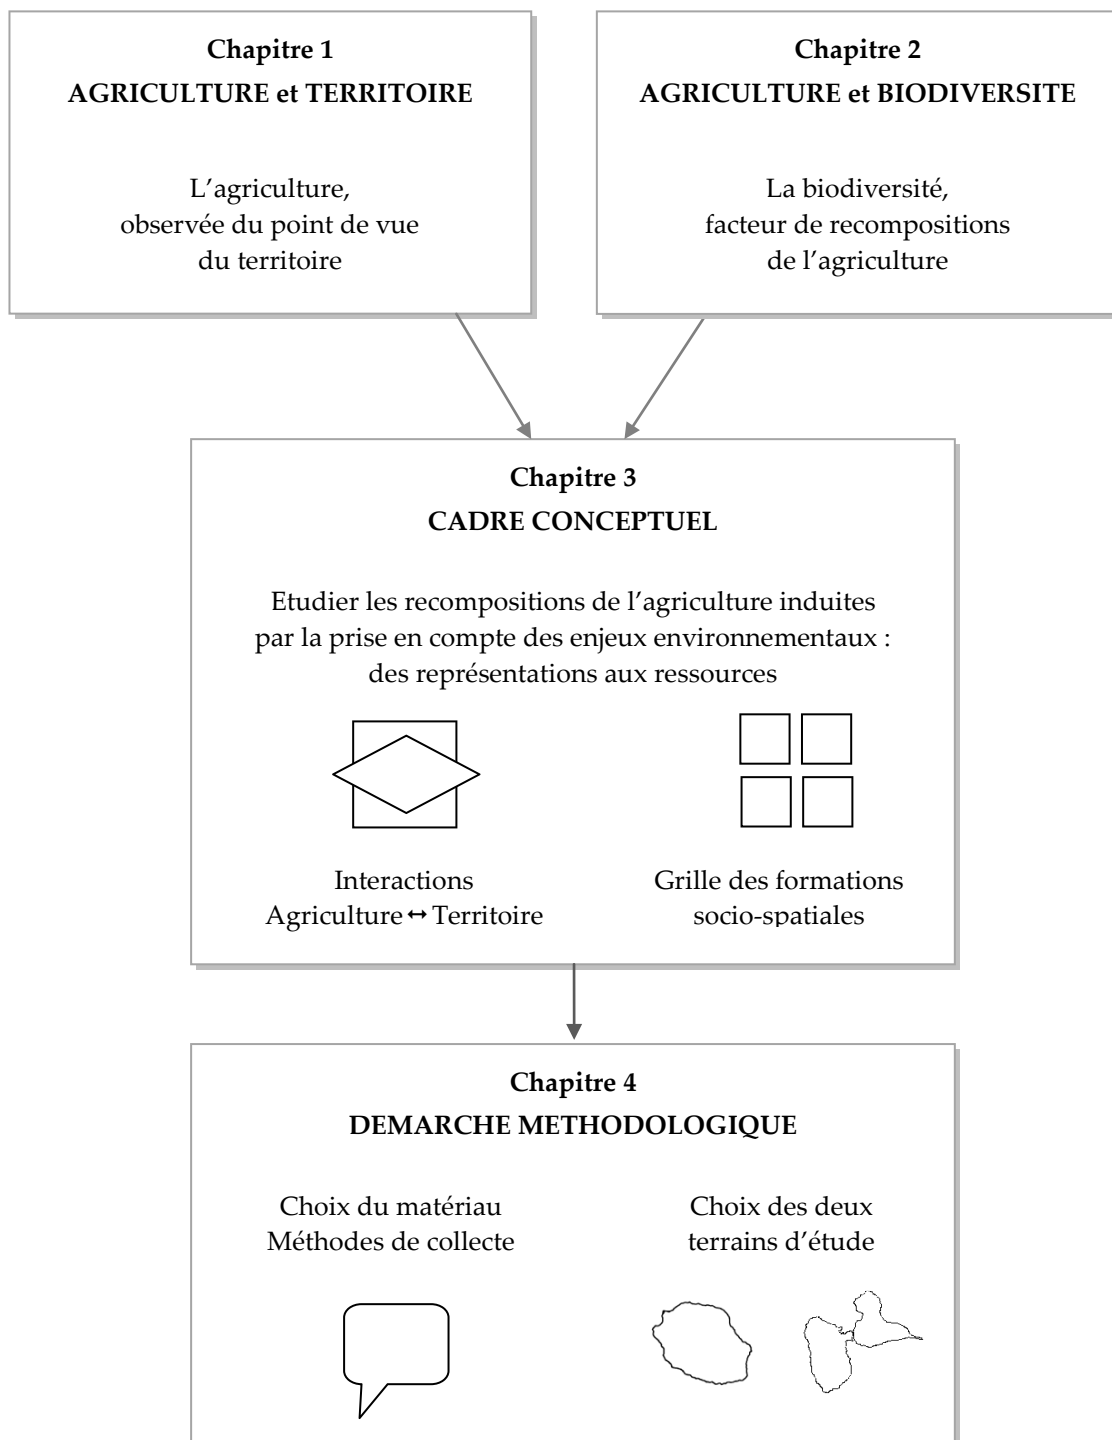 Chapitre 1
AGRICULTURE et TERRITOIRE
L'agriculture,
observée du point de vue
du territoire
Chapitre 2
AGRICULTURE et BIODIVERSITE
La biodiversité,
facteur de recompositions
de l'agriculture
Chapitre 3
CADRE CONCEPTUEL
Etudier les recompositions de l'agriculture induites
par la prise en compte des enjeux environnementaux :
des représentations aux ressources
Interactions
Agriculture ↔ Territoire
Grille des formations
socio-spatiales
Chapitre 4
DEMARCHE METHODOLOGIQUE
Choix du matériau
Méthodes de collecte
Choix des deux
terrains d'étude